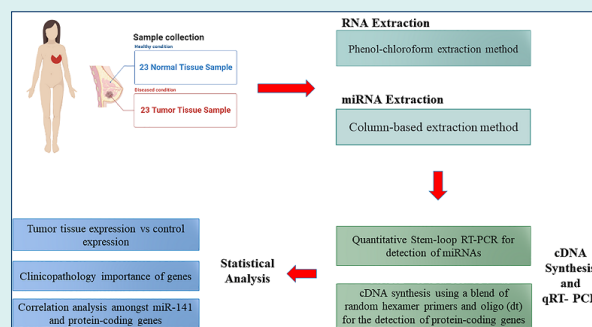 Sample collection
Healthy condition
23 Normal Tissue Sample
Diseased condition
23 Tumor Tissue Sample
RNA Extraction
Phenol-chloroform extraction method
miRNA Extraction
Column-based extraction method
Quantitative Stem-loop RT-PCR for
detection of miRNAs
cDNA synthesis using a blend of
random hexamer primers and oligo (dt)
for the detection of protein-coding genes
cDNA
Synthesis
and
qRT- PCR
Statistical
Analysis
Tumor tissue expression vs control
expression
Clinicopathology importance of genes
Correlation analysis amongst miR-141
and protein-coding genes